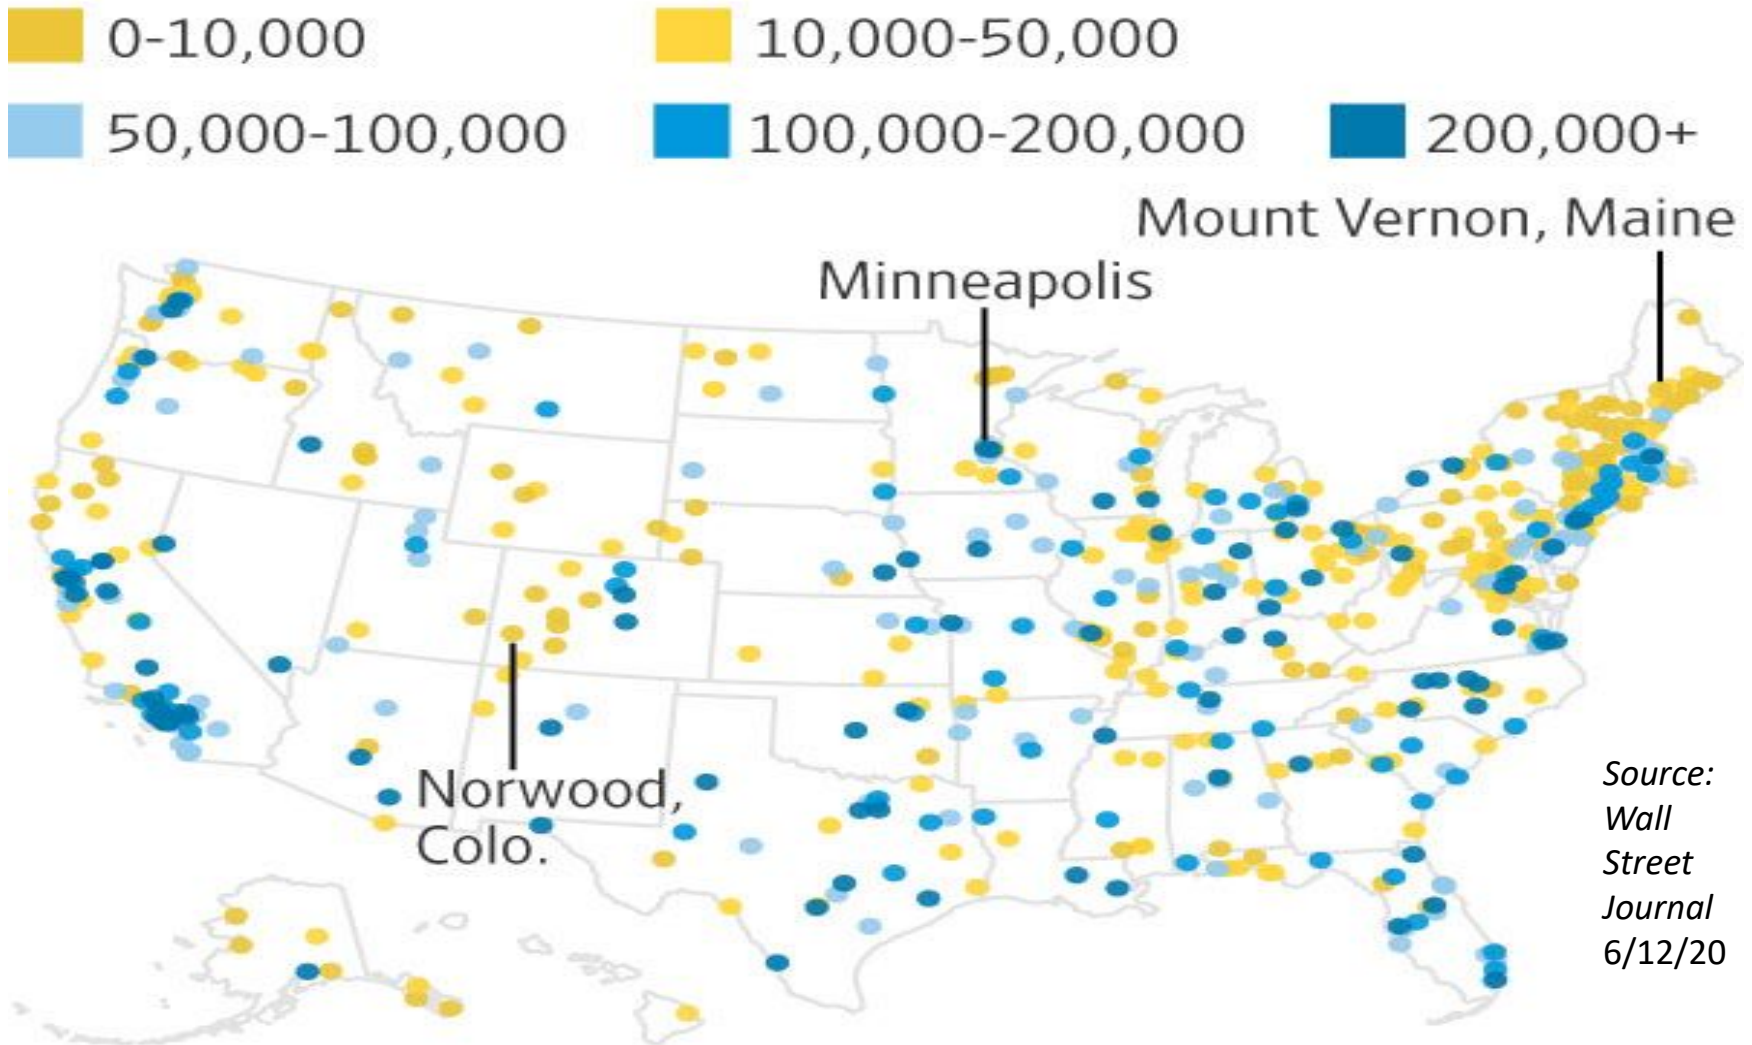 0-10,000 10,000-50,000
50,000-100,000 100,000-200,000 200,000+
Mount Vernon, Maine
Minneapolis
Norwood,
Colo.
Source:
Wall
Street
Journal
6/12/20